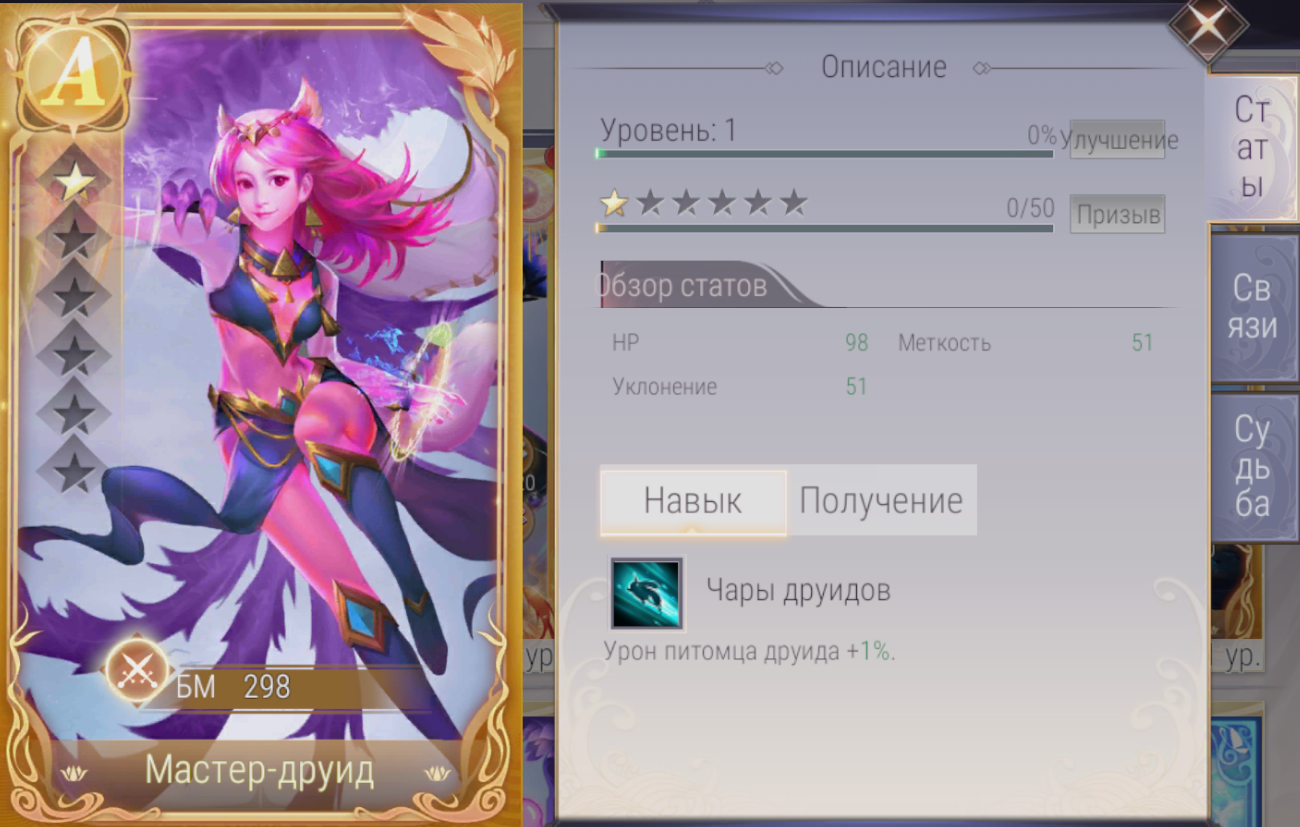 A
БМ 298
Мастер-друид
Описание
Уровень: 1
0%
Улучшение
0/50
Призыв
Обзор статов
HP 98 Меткость 51
Уклонение 51
Навык Получение
Чары друидов
Урон питомца друида +1%.
Ст
ат
ы
Св
язи
Су
дь
ба
ур.
ур.